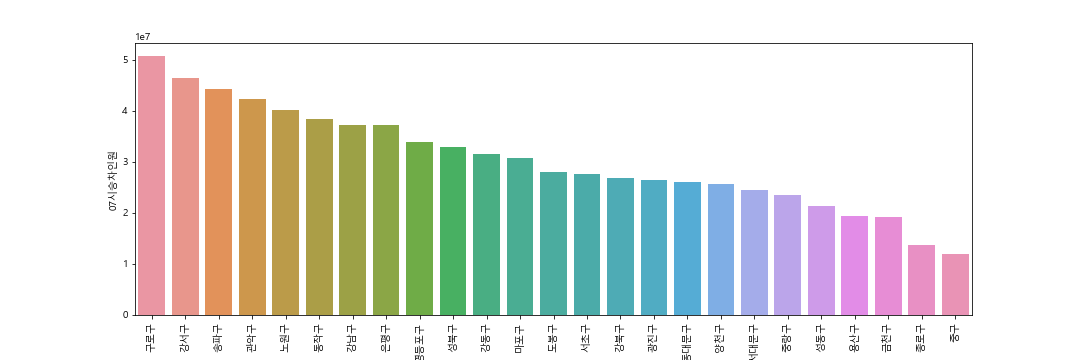 1e7
5
4
3
2
1
0
07시승차인원
구로구
강서구
송파구
관악구
노원구
동작구
강남구
은평구
성북구
강동구
마포구
도봉구
서초구
강북구
광진구
양천구
중랑구
성동구
용산구
금천구
종로구
중구